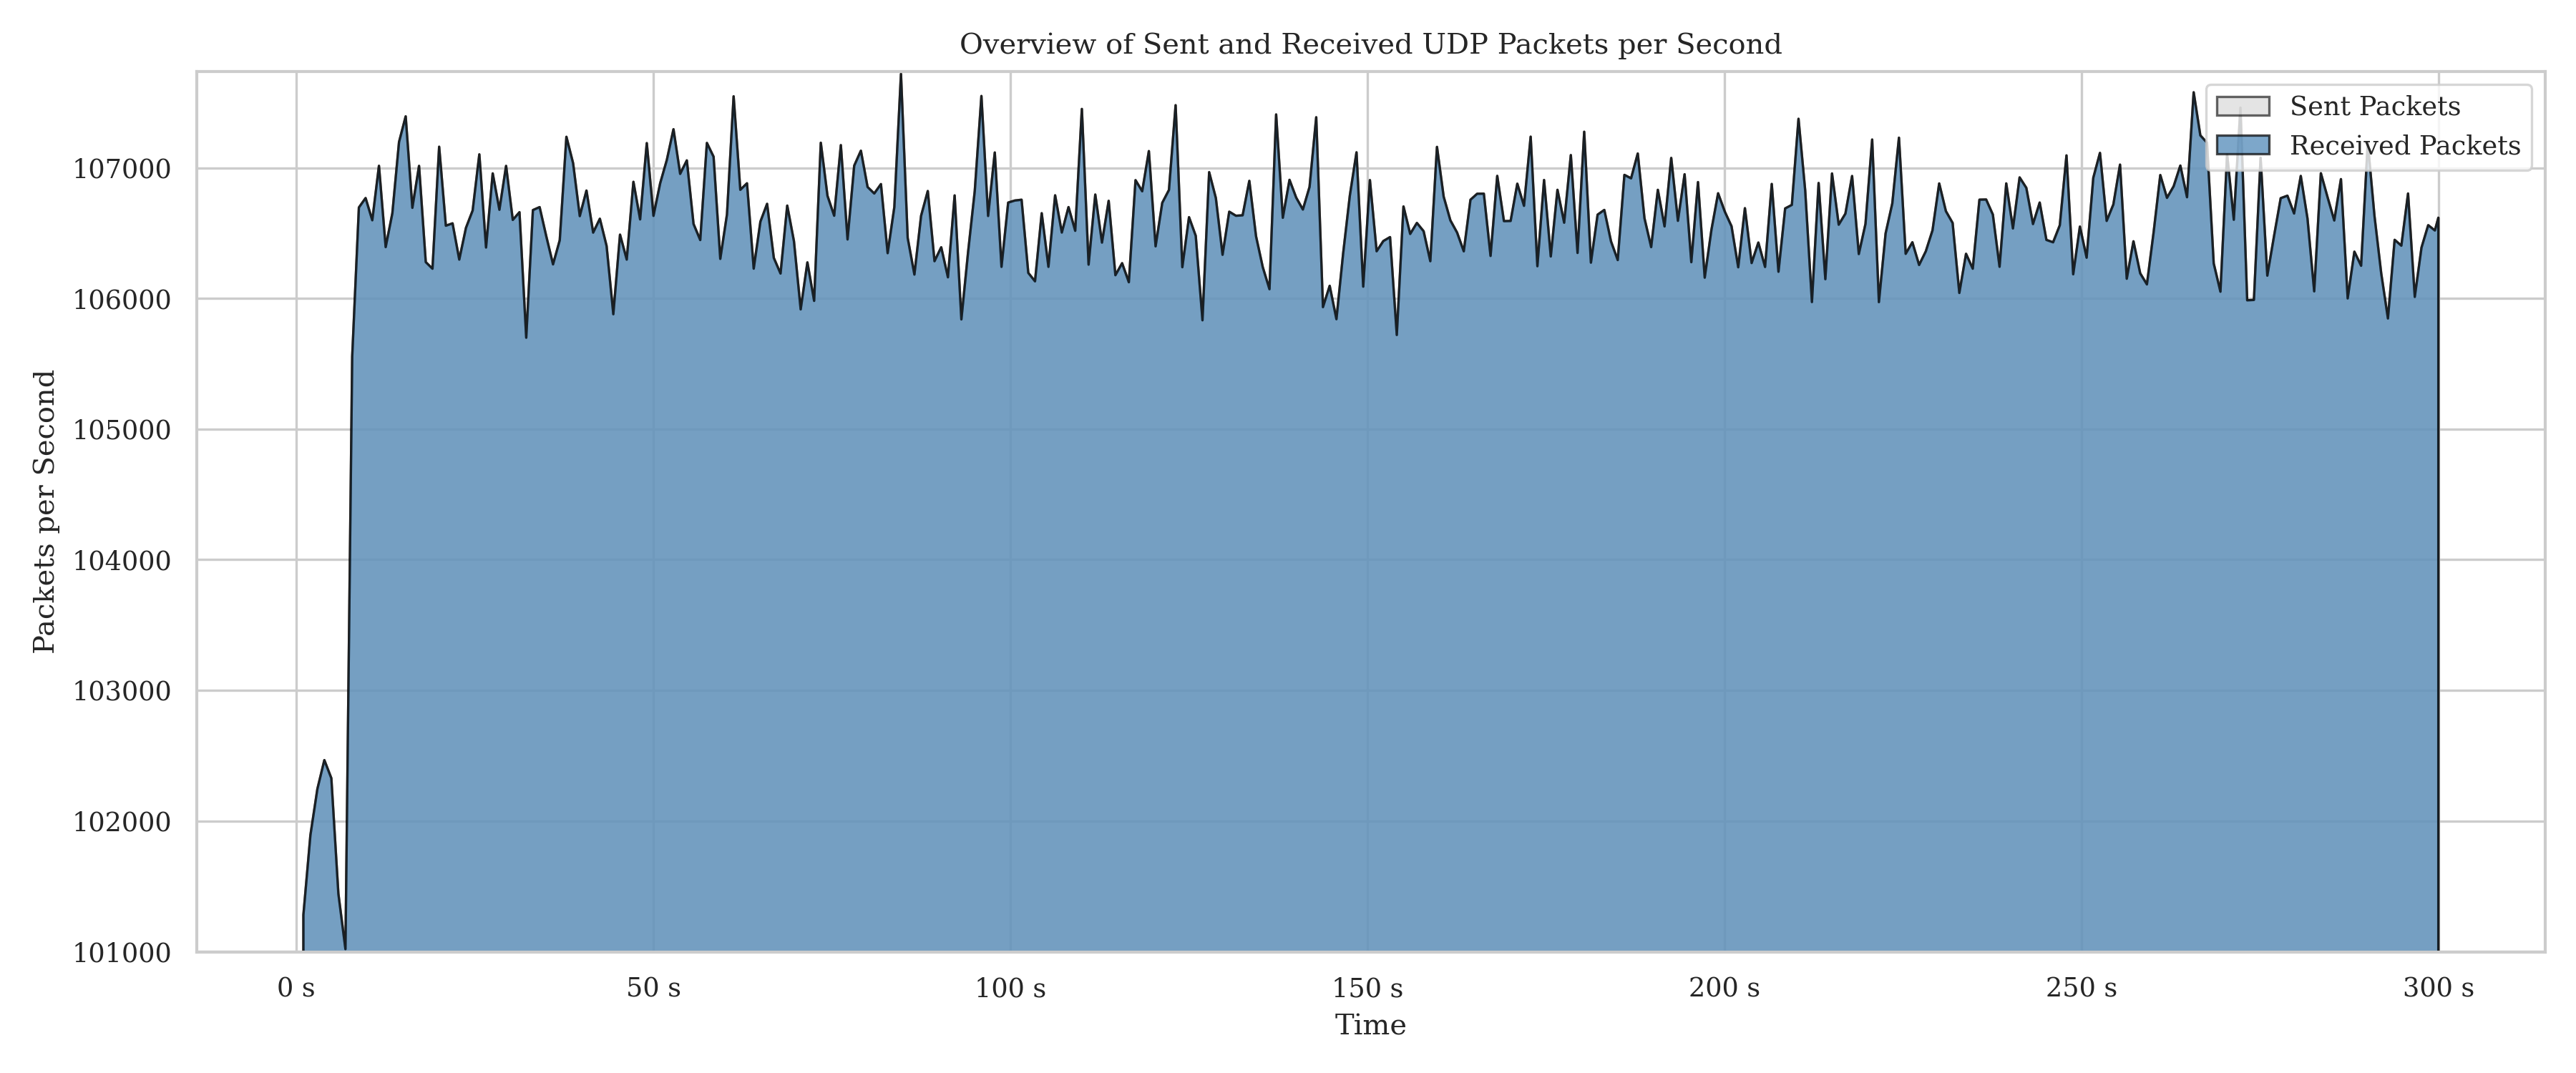 Overview of Sent and Received UDP Packets per Second
Sent Packets
Received Packets
Packets per Second
107000
106000
105000
104000
103000
102000
101000
0 s
50 s
100 s
150 s
200 s
250 s
300 s
Time